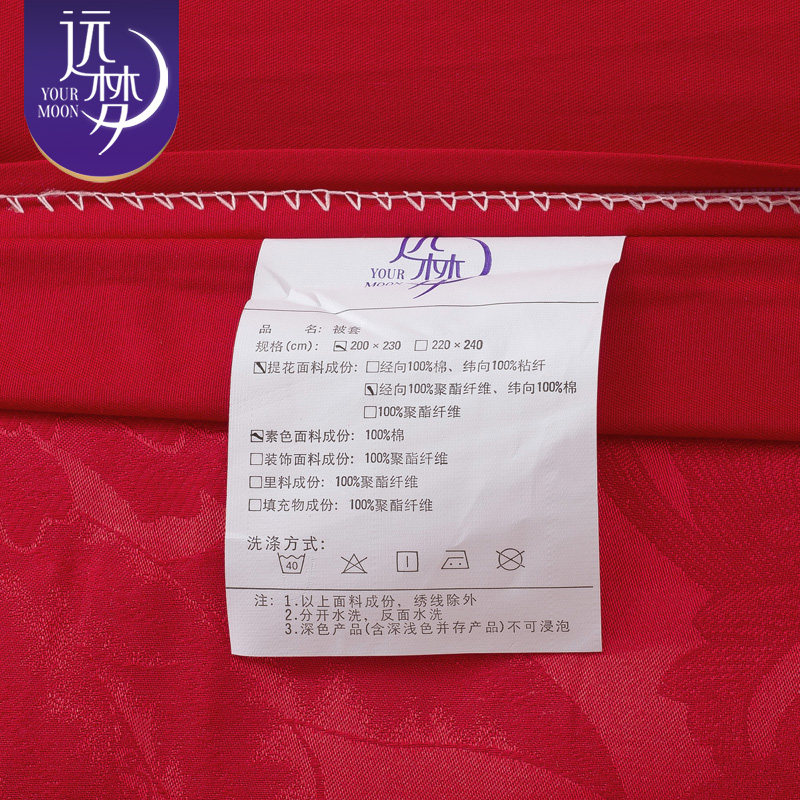 远梦
YOUR
MOON
远梦
YOUR
MOON
品 名：被套
规格(cm)：200×230 220×240
提花面料成份：经向100%棉、纬向100%粘纤
经向100%聚酯纤维、纬向100%棉
100%聚酯纤维
素色面料成份：100%棉
装饰面料成份：100%聚酯纤维
里料成份：100%聚酯纤维
填充物成份：100%聚酯纤维
洗涤方式：
40
注：1.以上面料成份，绣线除外
2.分开水洗、反面水洗
3.深色产品(含深浅色并存产品)不可浸泡